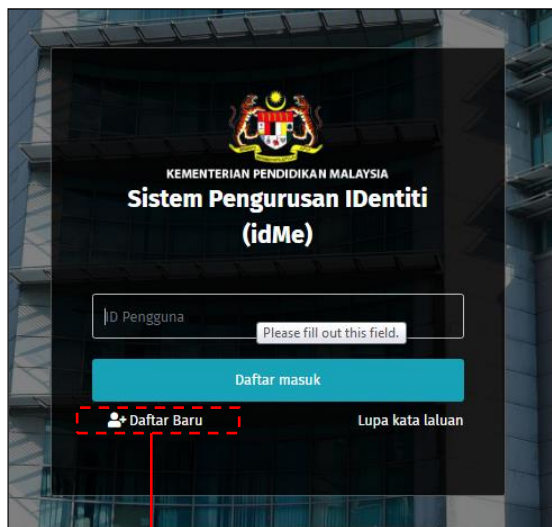 KEMENTERIAN PENDIDIKAN MALAYSIA
Sistem Pengurusan IDentiti
(idMe)
ID Pengguna
Please fill out this field.
Daftar masuk
Daftar Baru
Lupa kata laluan